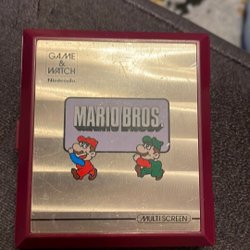 GAME
&
WATCH
Nintendo
MARIO BROS.
MULTI SCREEN